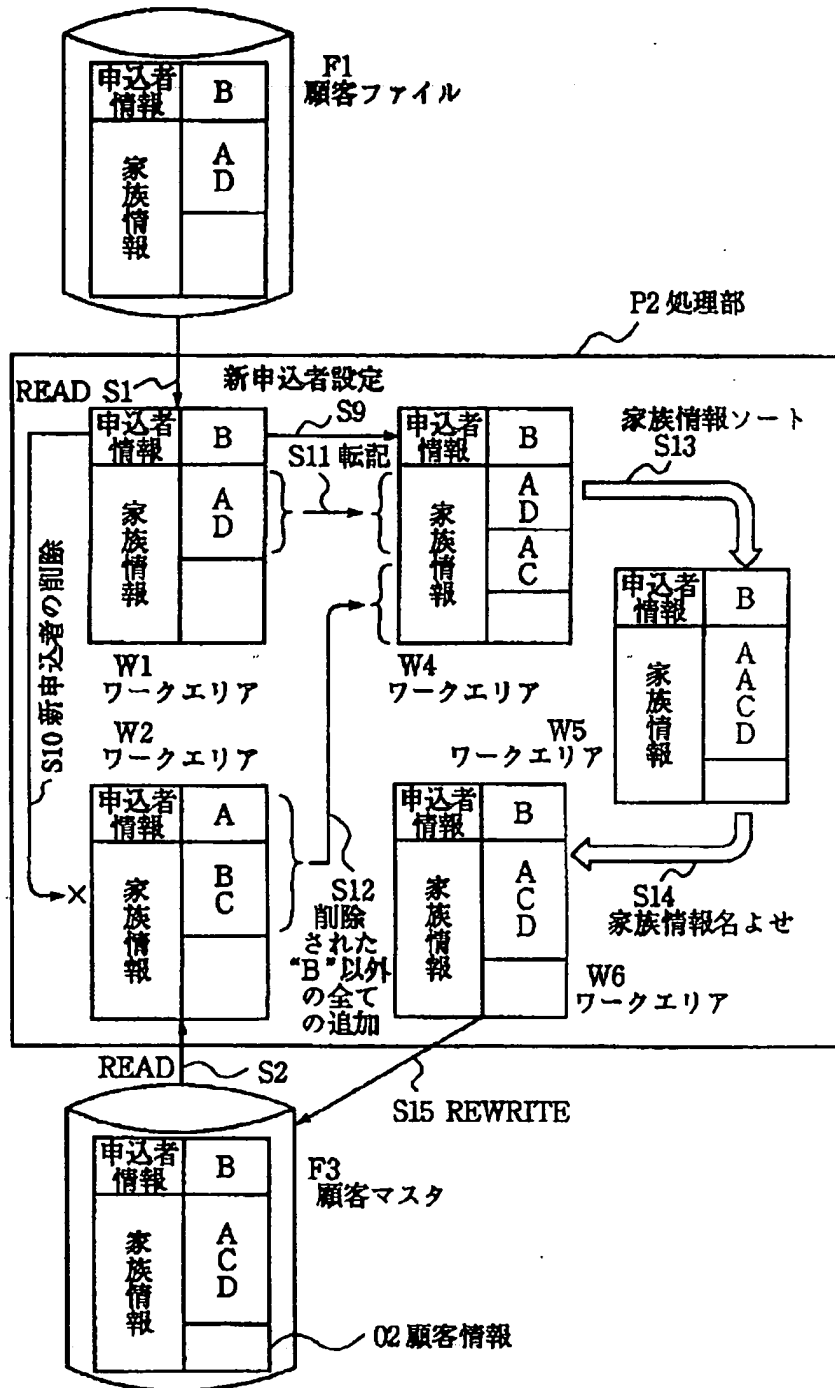 F1
顧客ファイル
申込者
情報
B
家族情報
A
D
P2 処理部
READ S1
新申込者設定
S9
申込者
情報
B
S11 転記
家族情報
A
D
申込者
情報
B
家族情報
A
D
A
C
家族情報ソート
S13
S10 新申込者の削除
W1
ワークエリア
W4
ワークエリア
申込者
情報
B
家族情報
A
A
C
D
W5
ワークエリア
W2
ワークエリア
申込者
情報
A
家族情報
B
C
×
S12
削除
された
“B”以外
の全て
の追加
申込者
情報
B
家族情報
A
C
D
S14
家族情報名よせ
W6
ワークエリア
READ
S2
S15 REWRITE
申込者
情報
B
家族情報
A
C
D
F3
顧客マスタ
02 顧客情報